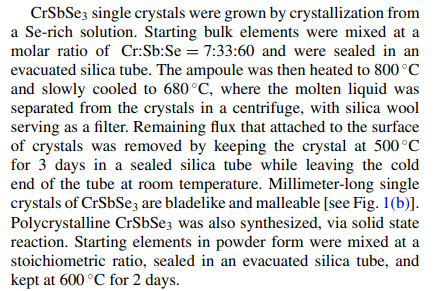 CrSbSe3 single crystals were grown by crystallization from
a Se-rich solution. Starting bulk elements were mixed at a
molar ratio of Cr:Sb:Se = 7:33:60 and were sealed in an
evacuated silica tube. The ampoule was then heated to 800 °C
and slowly cooled to 680 °C, where the molten liquid was
separated from the crystals in a centrifuge, with silica wool
serving as a filter. Remaining flux that attached to the surface
of crystals was removed by keeping the crystal at 500 °C
for 3 days in a sealed silica tube while leaving the cold
end of the tube at room temperature. Millimeter-long single
crystals of CrSbSe3 are bladelike and malleable [see Fig. 1(b)].
Polycrystalline CrSbSe3 was also synthesized, via solid state
reaction. Starting elements in powder form were mixed at a
stoichiometric ratio, sealed in an evacuated silica tube, and
kept at 600 °C for 2 days.